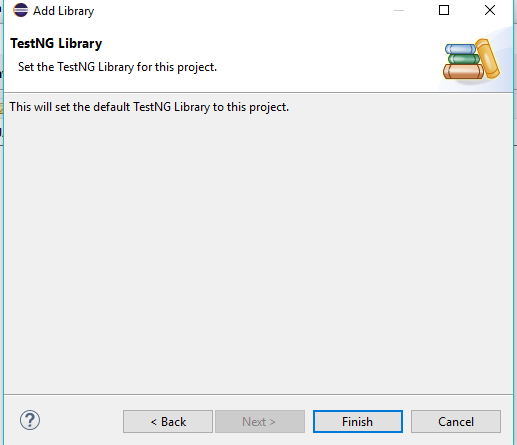 Add Library
TestNG Library
Set the TestNG Library for this project.
This will set the default TestNG Library to this project.
?
< Back
Next >
Finish
Cancel